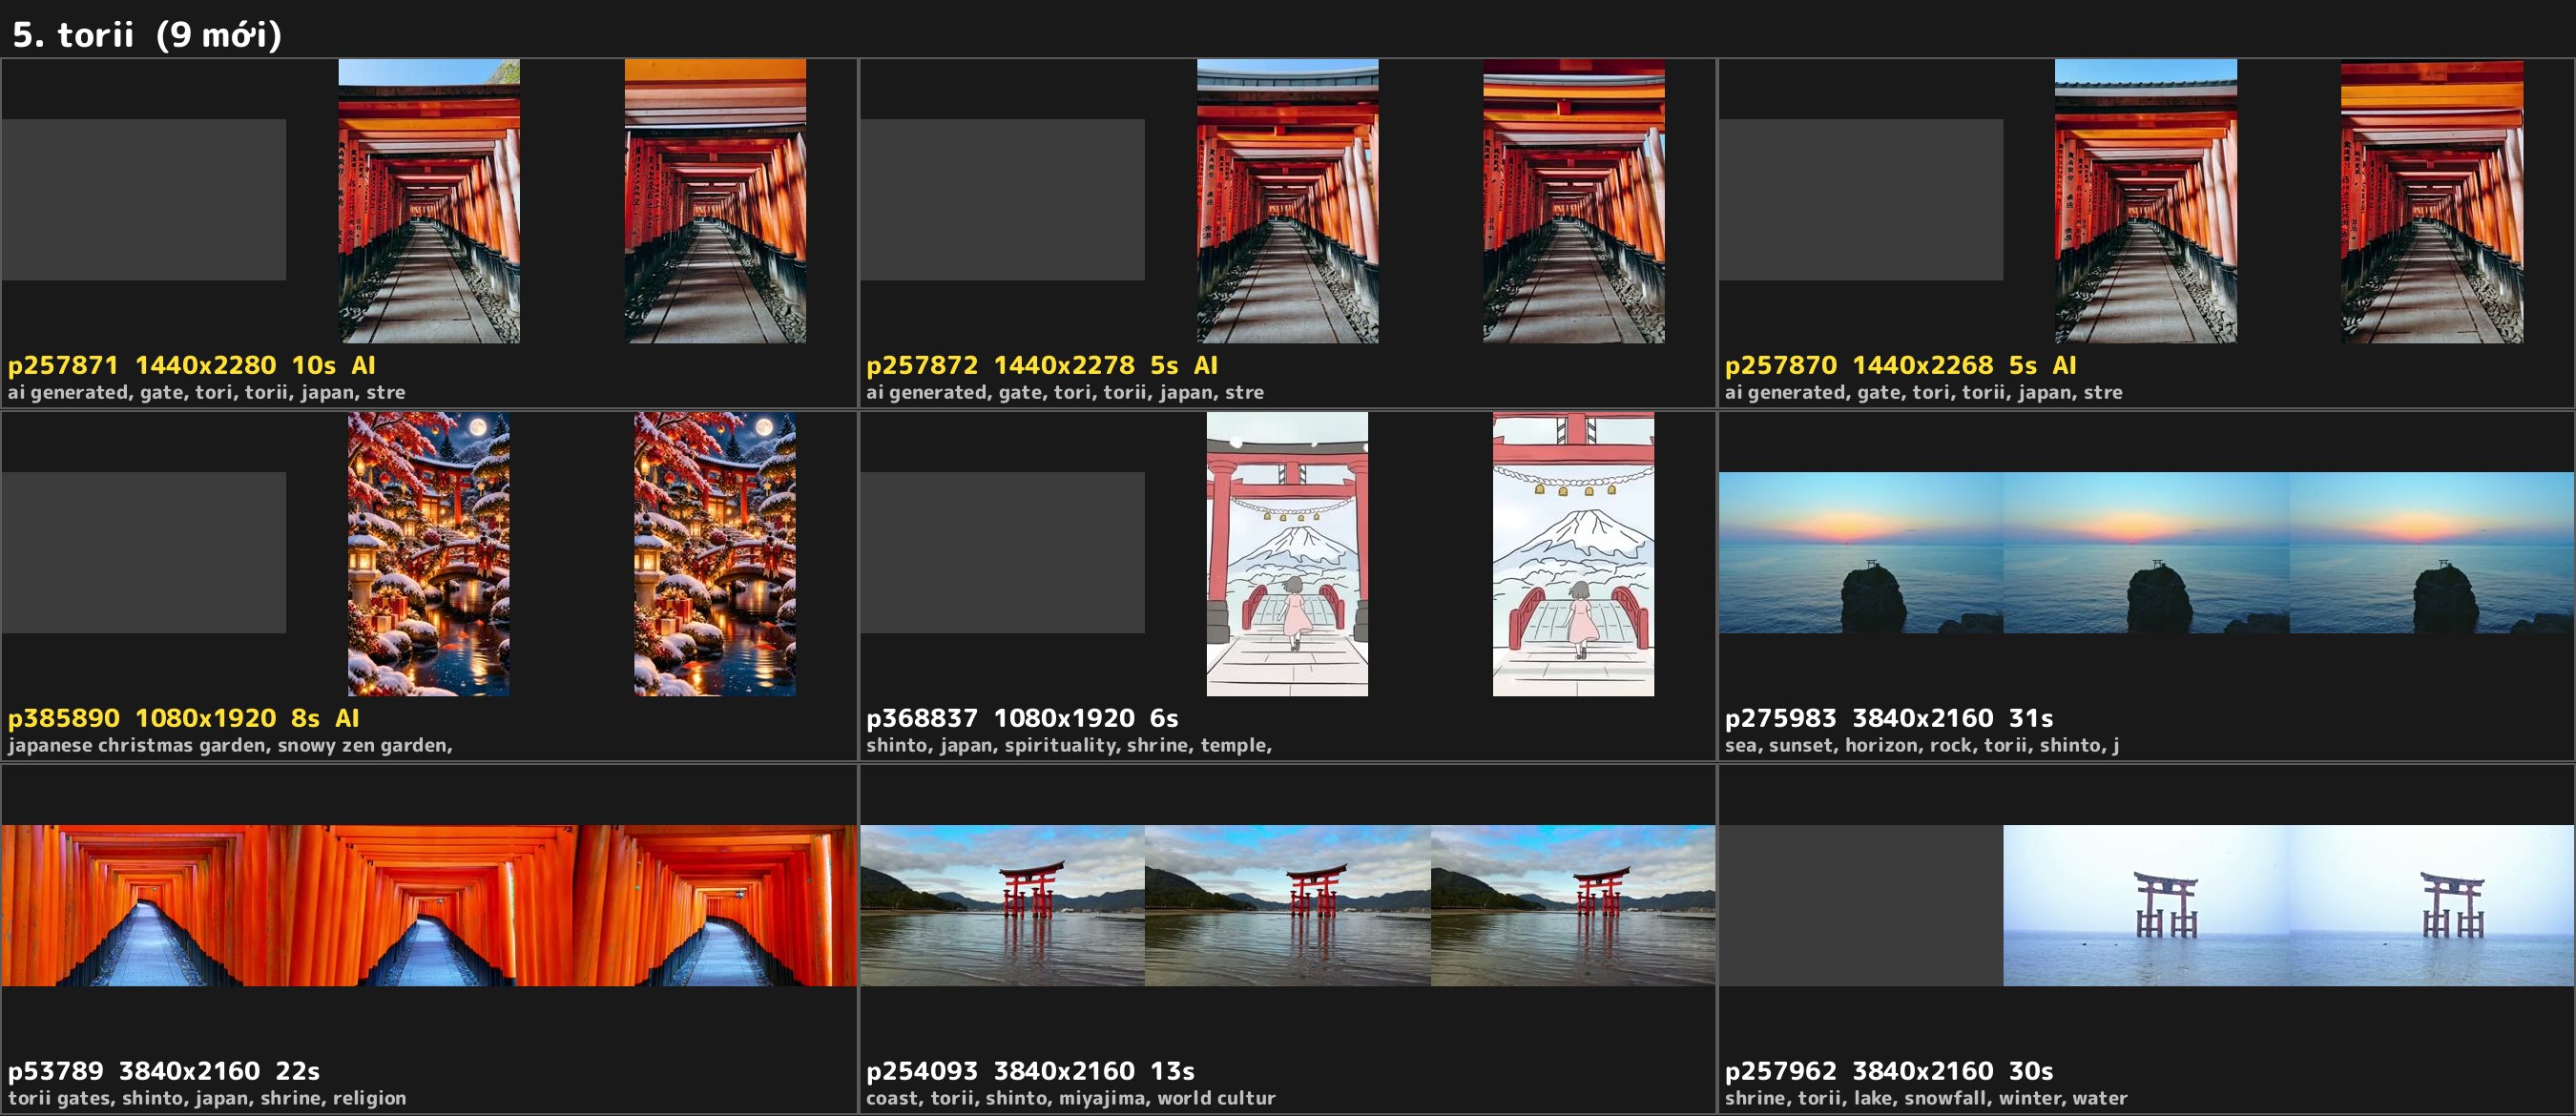 5. torii (9 mới)
p257871 1440x2280 10s AI
ai generated, gate, tori, torii, japan, stre
p257872 1440x2278 5s AI
ai generated, gate, tori, torii, japan, stre
p257870 1440x2268 5s AI
ai generated, gate, tori, torii, japan, stre
p385890 1080x1920 8s AI
japanese christmas garden, snowy zen garden,
p368837 1080x1920 6s
shinto, japan, spirituality, shrine, temple,
p275983 3840x2160 31s
sea, sunset, horizon, rock, torii, shinto, j
p53789 3840x2160 22s
torii gates, shinto, japan, shrine, religion
p254093 3840x2160 13s
coast, torii, shinto, miyajima, world cultur
p257962 3840x2160 30s
shrine, torii, lake, snowfall, winter, water